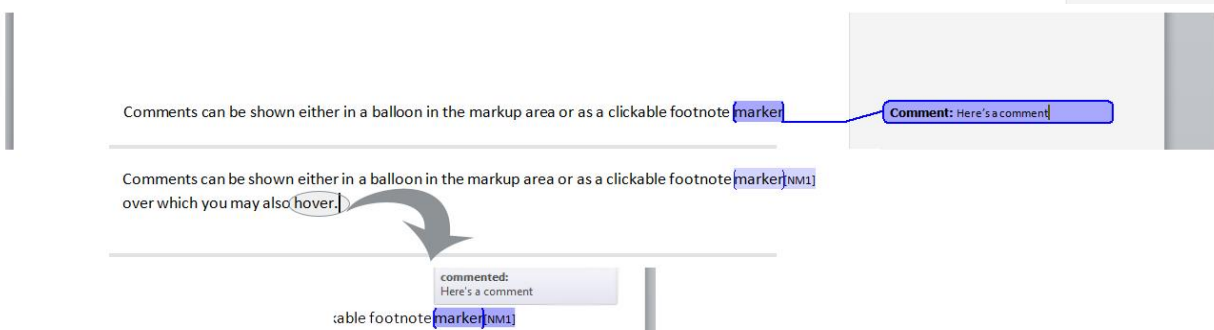 Comments can be shown either in a balloon in the markup area or as a clickable footnote marker
Comment: Here's a comment
Comments can be shown either in a balloon in the markup area or as a clickable footnote marker[NM1]
over which you may also hover.
commented:
Here's a comment
able footnote marker[NM1]